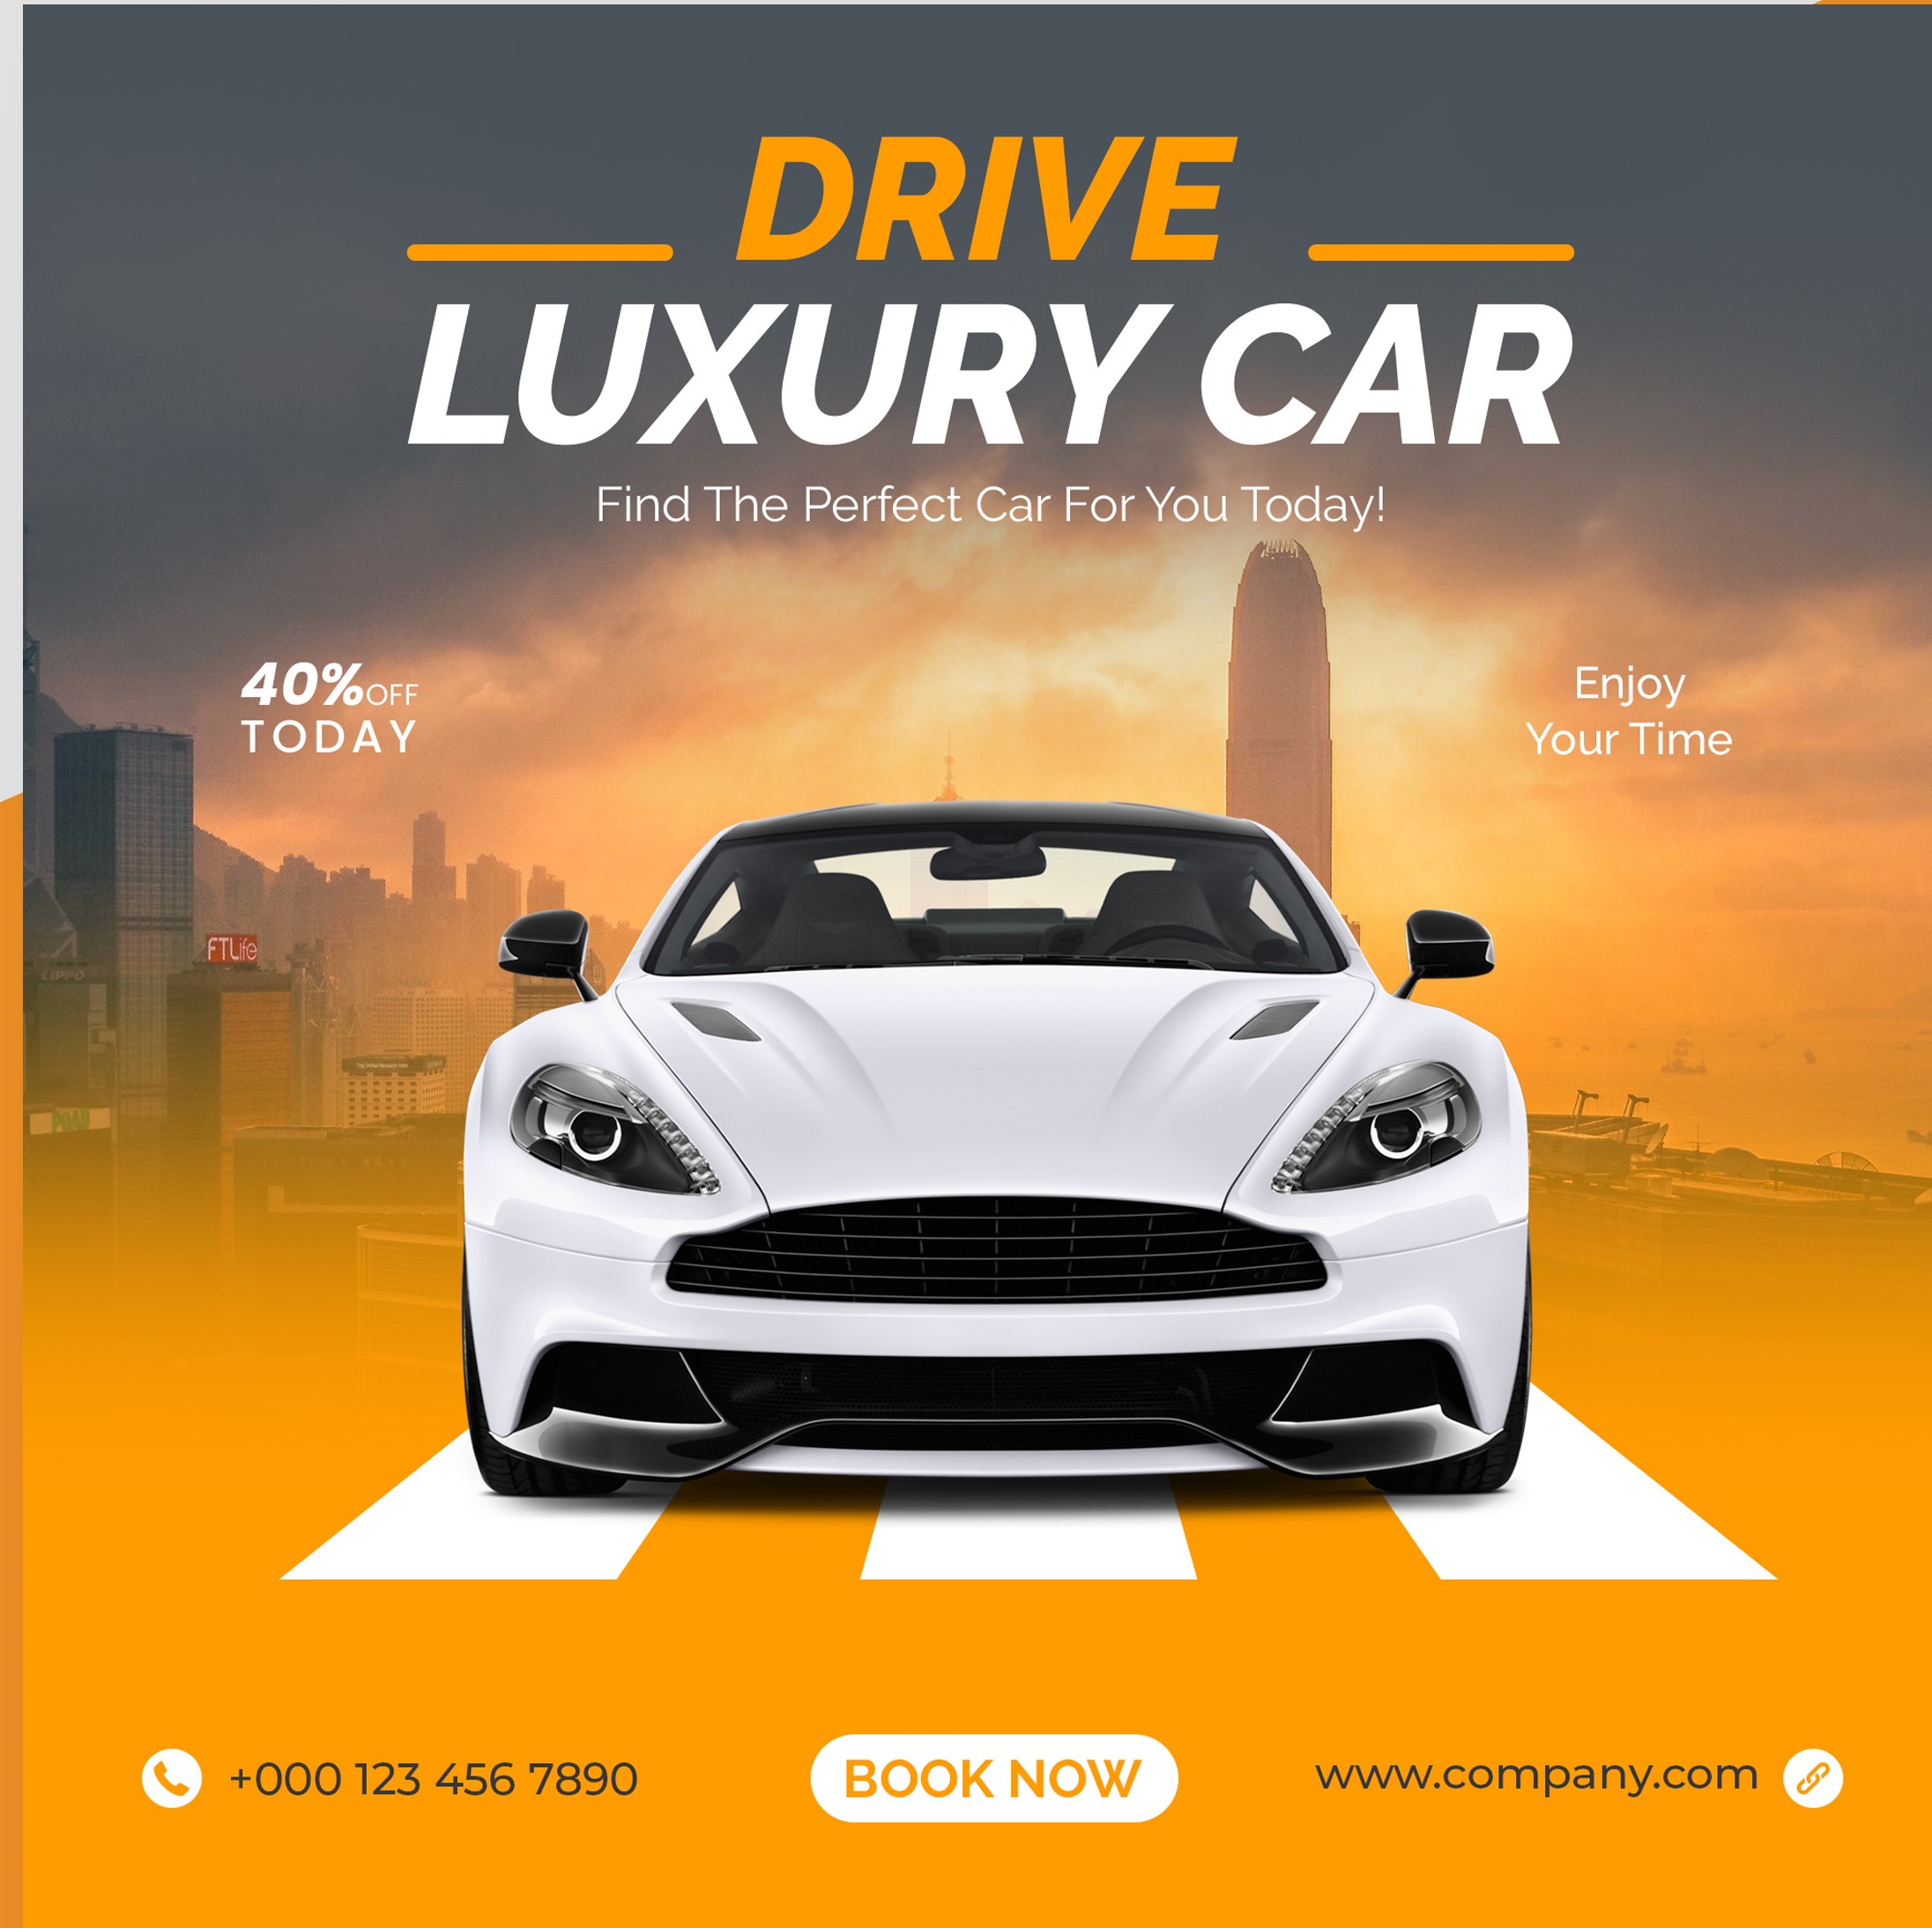 DRIVE
LUXURY CAR
Find The Perfect Car For You Today!
40%OFF
TODAY
Enjoy
Your Time
FTLife
LIPPO
+000 123 456 7890
BOOK NOW
www.company.com